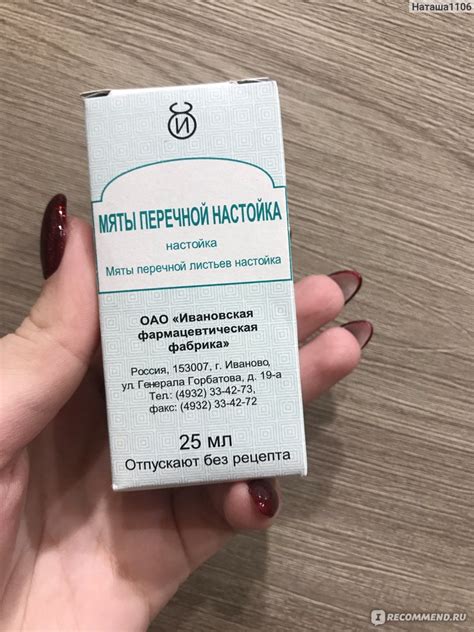 Наташа1106
МЯТЫ ПЕРЕЧНОЙ НАСТОЙКА
настойка
Мяты перечной листьев настойка
ОАО «Ивановская
фармацевтическая
фабрика»
Россия, 153007, г. Иваново,
ул. Генерала Горбатова, д. 19-а
Тел.: (4932) 33-42-73,
факс: (4932) 33-42-72
25 мл
Отпускают без рецепта
I RECOMMEND.RU